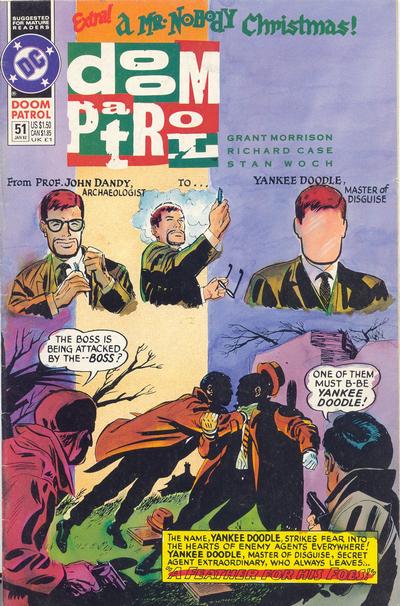 SUGGESTED
FOR MATURE
READERS
DC
DOOM
PATROL
51
JAN 92
US $1.50
CAN $1.85
UK £1
Extra! A MR. NOBODY Christmas!
dOOM
PatRoL
GRANT MORRISON
RICHARD CASE
STAN WOCH
From PROF. JOHN DANDY,
ARCHAEOLOGIST
TO...
YANKEE DOODLE,
MASTER of
DISGUISE
THE BOSS IS
BEING ATTACKED
BY THE--BOSS?
ONE OF THEM
MUST B-BE
YANKEE
DOODLE!
THE NAME, YANKEE DOODLE, STRIKES FEAR INTO
THE HEARTS OF ENEMY AGENTS EVERYWHERE!
YANKEE DOODLE, MASTER OF DISGUISE, SECRET
AGENT EXTRAORDINARY, WHO ALWAYS LEAVES...
"A FEATHER FOR HIS FOES!"